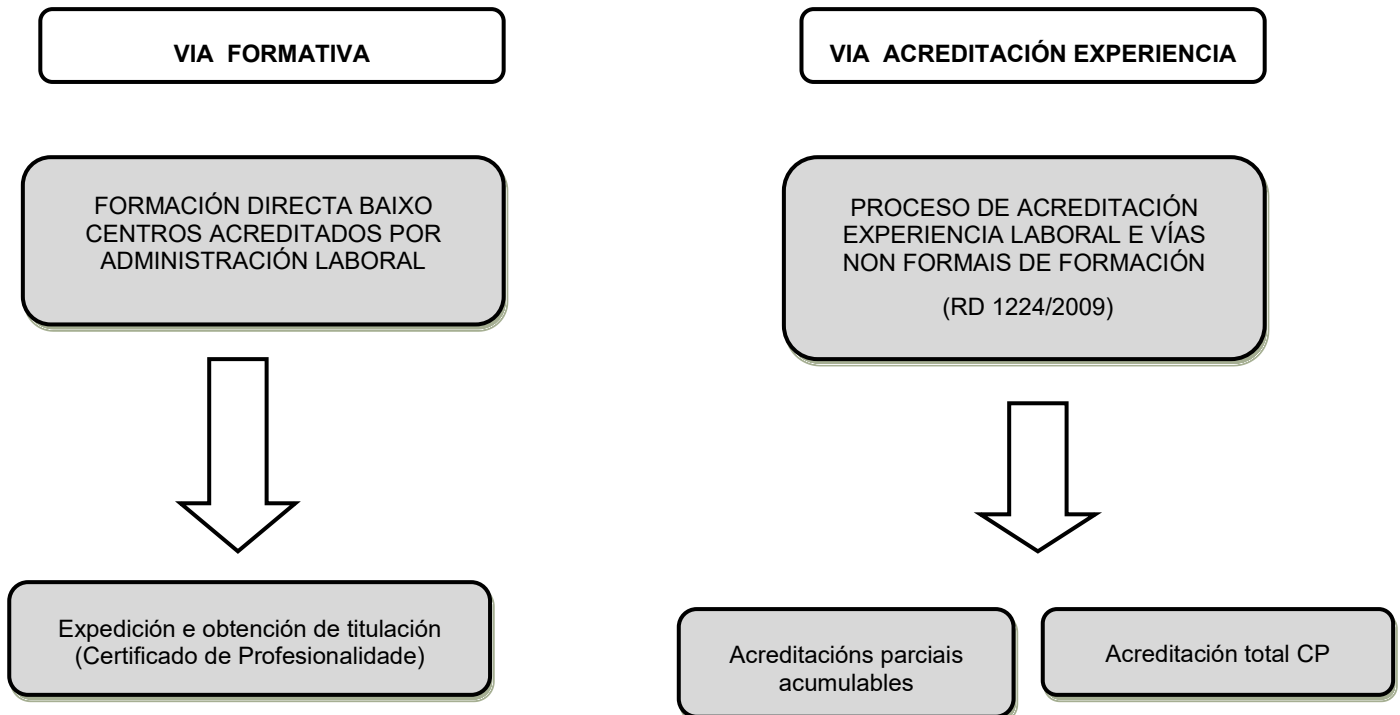 VIA FORMATIVA
FORMACIÓN DIRECTA BAIXO
CENTROS ACREDITADOS POR
ADMINISTRACIÓN LABORAL
Expedición e obtención de titulación
(Certificado de Profesionalidade)
VIA ACREDITACIÓN EXPERIENCIA
PROCESO DE ACREDITACIÓN
EXPERIENCIA LABORAL E VÍAS
NON FORMAIS DE FORMACIÓN
(RD 1224/2009)
Acreditacións parciais
acumulables
Acreditación total CP